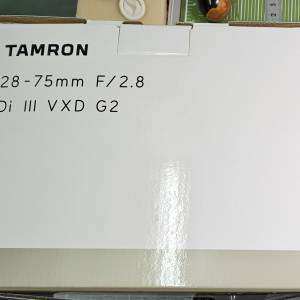 TAMRON
28-75mm F/2.8
Di III VXD G2